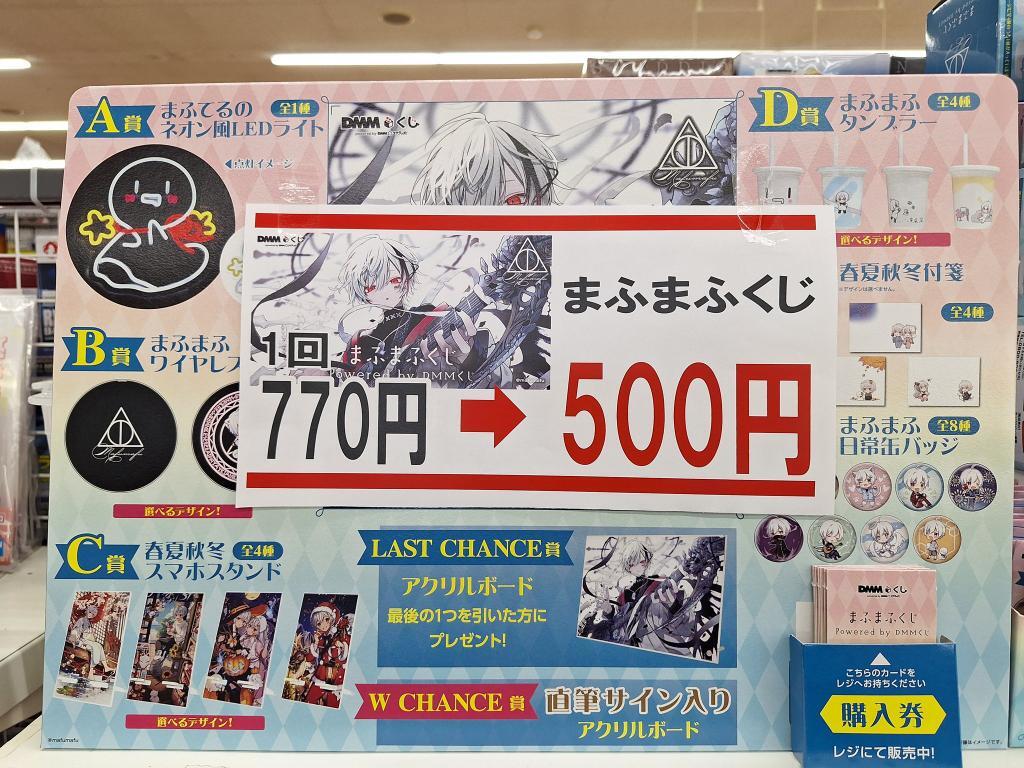 A賞
まふてるの
ネオン風LEDライト
全1種
◀点灯イメージ
DMMくじ
D賞
まふまふ
タンブラー
全4種
選べるデザイン!
春夏秋冬付箋
※デザインは選べません。
全4種
まふまふ
日常缶バッジ
全8種
DMMくじ
まふまふくじ
Powered by DMMくじ
@mafumafu
まふまふくじ
1回
770円
500円
B賞
まふまふ
ワイヤレス
選べるデザイン!
C賞
春夏秋冬
スマホスタンド
全4種
選べるデザイン!
@mafumafu
LAST CHANCE賞
アクリルボード
最後の1つを引いた方に
プレゼント!
W CHANCE賞
直筆サイン入り
アクリルボード
DMMくじ
まふまふくじ
Powered by DMMくじ
こちらのカードを
レジへお持ちください
購入券
レジにて販売中!